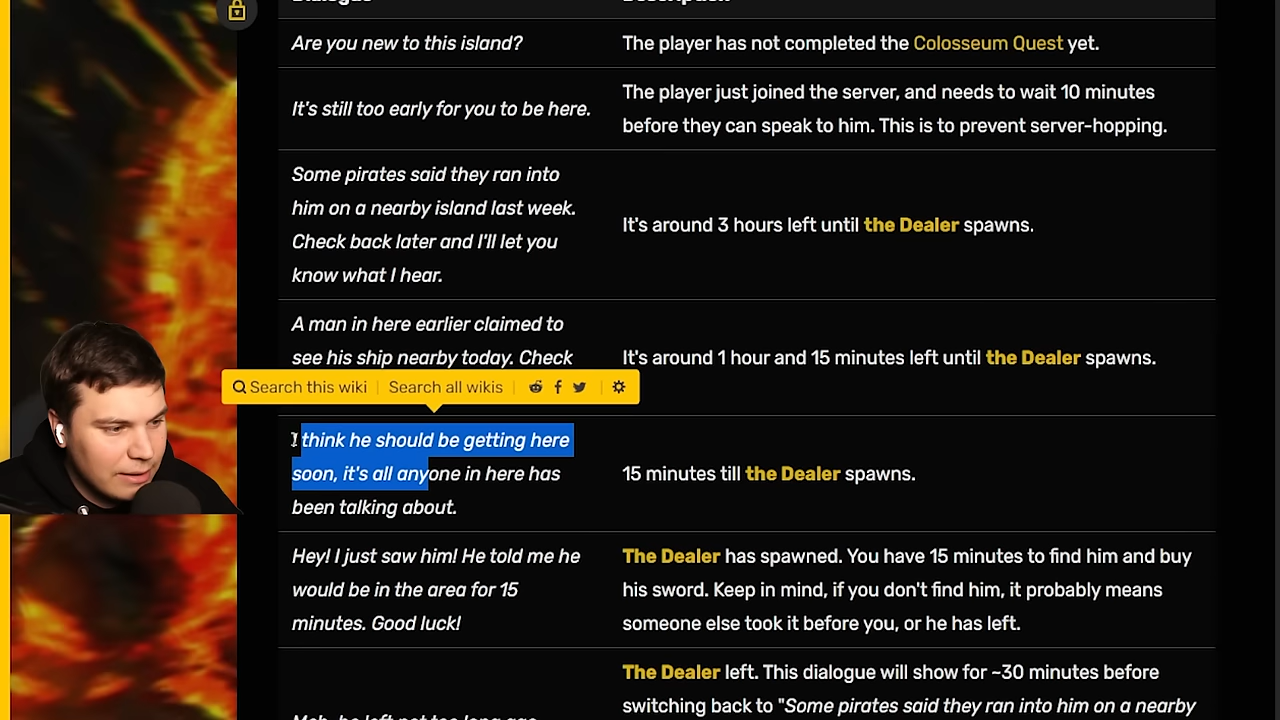 Are you new to this island?
The player has not completed the Colosseum Quest yet.
It's still too early for you to be here.
The player just joined the server, and needs to wait 10 minutes
before they can speak to him. This is to prevent server-hopping.
Some pirates said they ran into
him on a nearby island last week.
Check back later and I'll let you
know what I hear.
It's around 3 hours left until the Dealer spawns.
A man in here earlier claimed to
see his ship nearby today. Check
It's around 1 hour and 15 minutes left until the Dealer spawns.
Search this wiki
Search all wikis
I think he should be getting here
soon, it's all anyone in here has
been talking about.
15 minutes till the Dealer spawns.
Hey! I just saw him! He told me he
would be in the area for 15
minutes. Good luck!
The Dealer has spawned. You have 15 minutes to find him and buy
his sword. Keep in mind, if you don't find him, it probably means
someone else took it before you, or he has left.
The Dealer left. This dialogue will show for ~30 minutes before
switching back to "Some pirates said they ran into him on a nearby